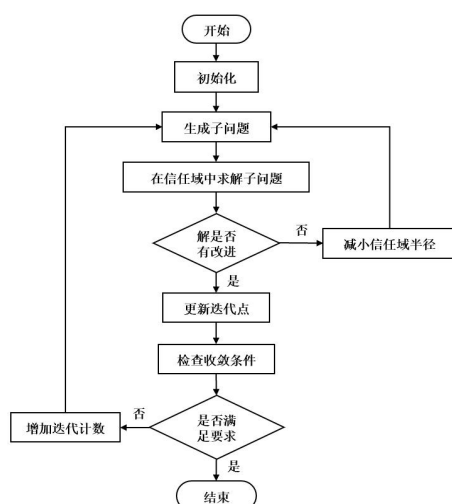 开始
初始化
生成子问题
在信任域中求解子问题
解是否
有改进
否
减小信任域半径
是
更新迭代点
检查收敛条件
是否满
足要求
否
增加迭代计数
是
结束